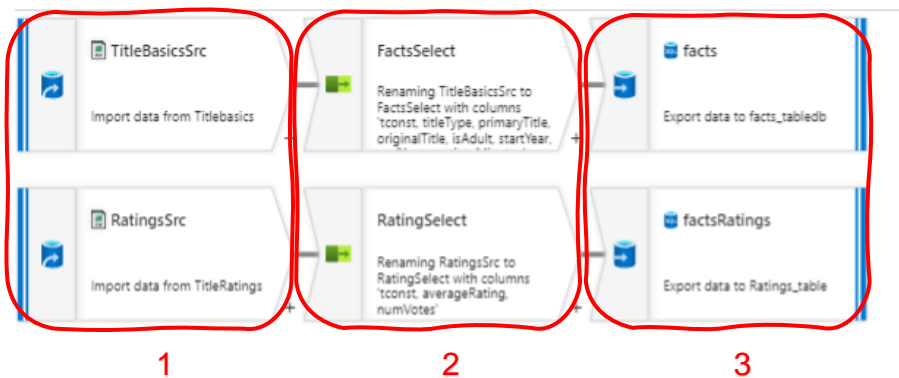 TitleBasicsSrc
Import data from Titlebasics
FactsSelect
Renaming TitleBasicsSrc to
FactsSelect with columns
'tconst, titleType, primaryTitle,
originalTitle, isAdult, startYear,
facts
Export data to facts_tabledb
RatingsSrc
Import data from TitleRatings
RatingSelect
Renaming RatingsSrc to
RatingSelect with columns
'tconst, averageRating,
numVotes'
factsRatings
Export data to Ratings_table
1
2
3